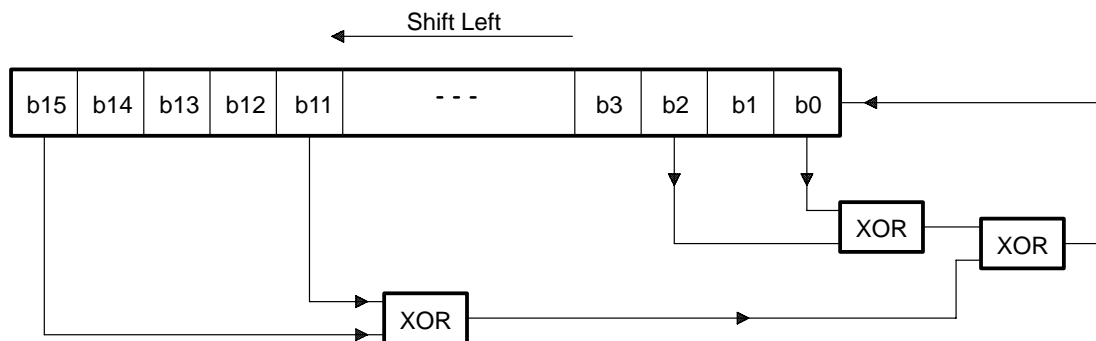 Shift Left
b15 b14 b13 b12 b11 - - - b3 b2 b1 b0
XOR
XOR
XOR